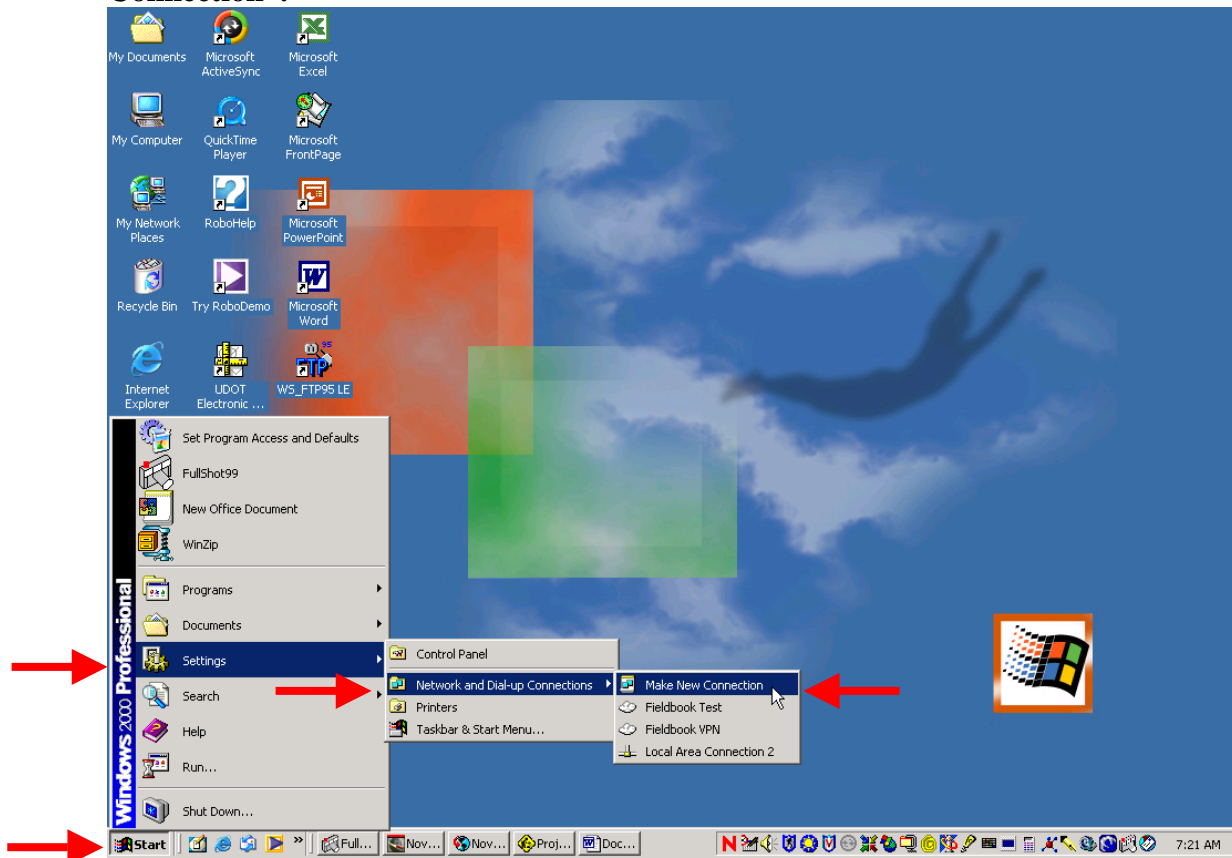 Connection".
My Documents
Microsoft
ActiveSync
Microsoft
Excel
My Computer
QuickTime
Player
Microsoft
FrontPage
My Network
Places
RoboHelp
Microsoft
PowerPoint
Recycle Bin
Try RoboDemo
Microsoft
Word
Internet
Explorer
UDOT
Electronic ...
95
FTP
WS_FTP95 LE
Windows 2000 Professional
Set Program Access and Defaults
FullShot99
New Office Document
WinZip
Programs
Documents
Settings
Search
Help
Run...
Shut Down...
Control Panel
Network and Dial-up Connections
Printers
Taskbar & Start Menu...
Make New Connection
Fieldbook Test
Fieldbook VPN
Local Area Connection 2
Start
»
Full...
Nov...
Nov...
Proj...
Doc...
N
7:21 AM